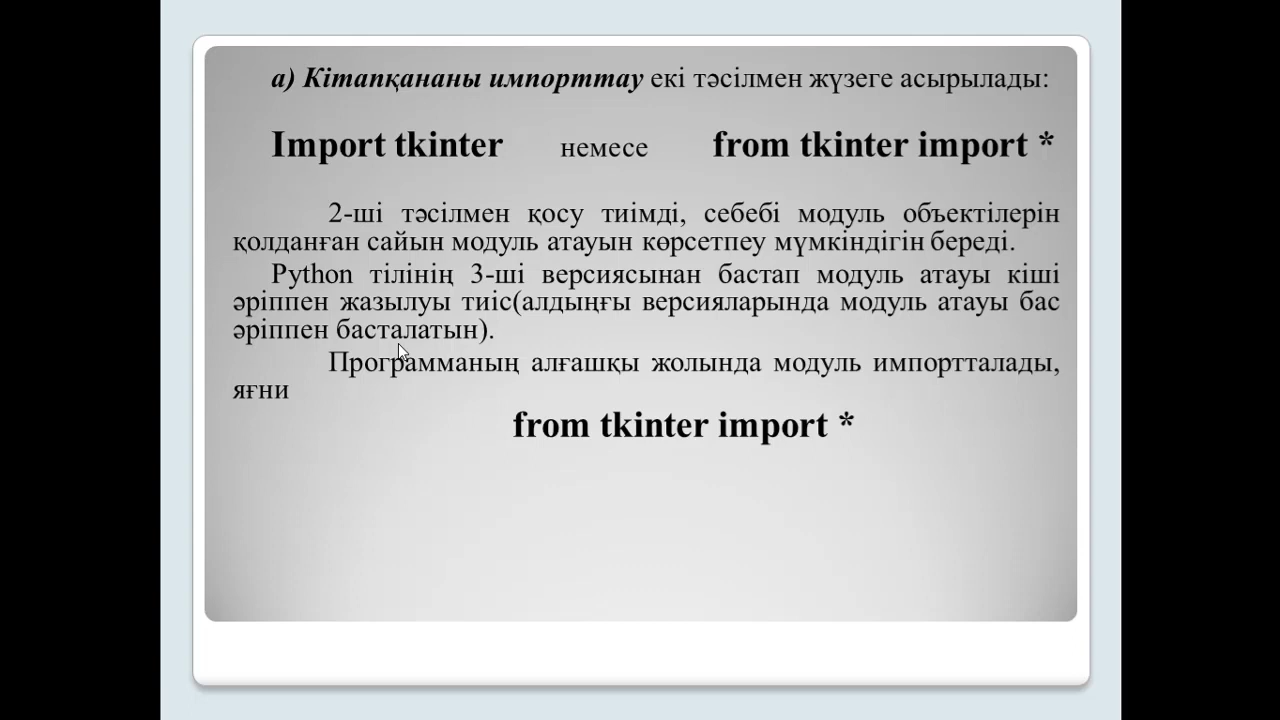 а) Кітапқананы импорттау екі тәсілмен жүзеге асырылады:
Import tkinter немесе from tkinter import *
2-ші тәсілмен қосу тиімді, себебі модуль объектілерін
қолданған сайын модуль атауын көрсетпеу мүмкіндігін береді.
Python тілінің 3-ші версиясынан бастап модуль атауы кіші
әріппен жазылуы тиіс(алдыңғы версияларында модуль атауы бас
әріппен басталатын).
Программаның алғашқы жолында модуль импортталады,
яғни
from tkinter import *